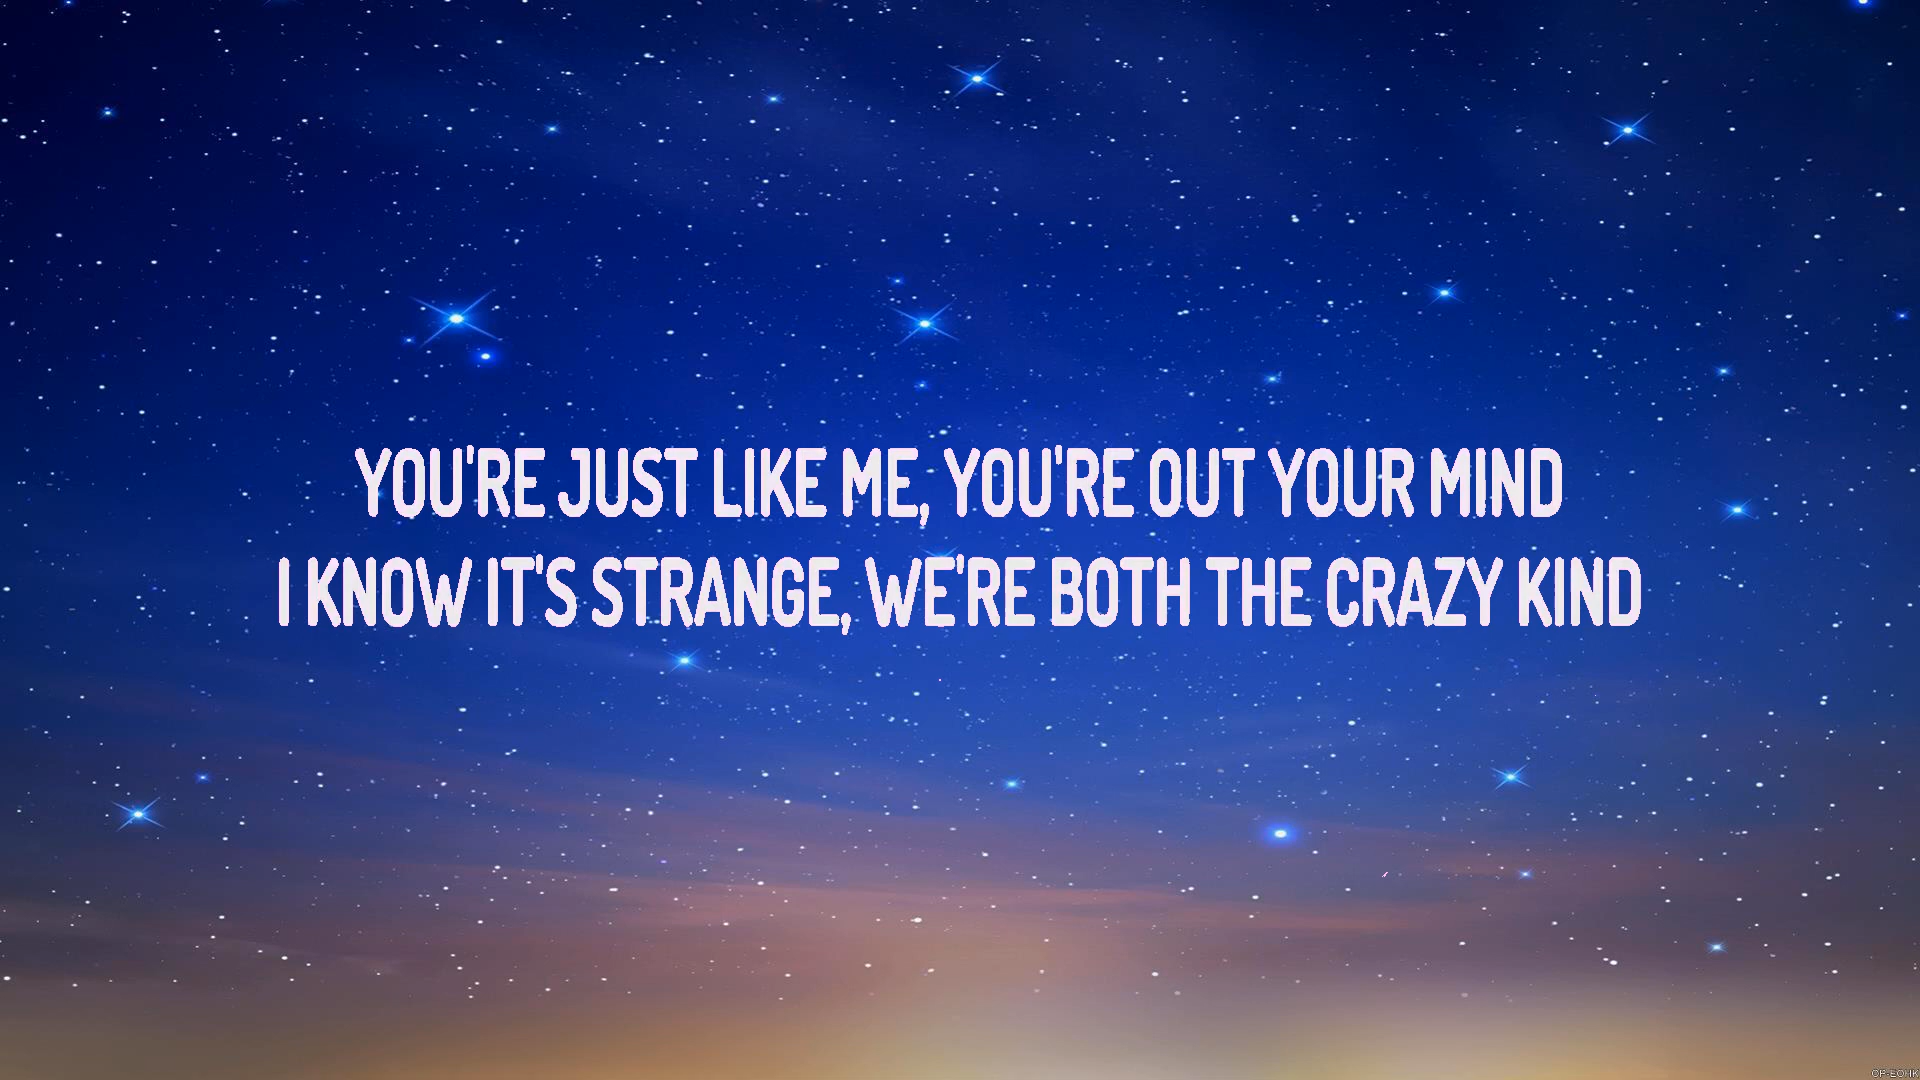 YOU'RE JUST LIKE ME, YOU'RE OUT YOUR MIND
I KNOW IT'S STRANGE, WE'RE BOTH THE CRAZY KIND